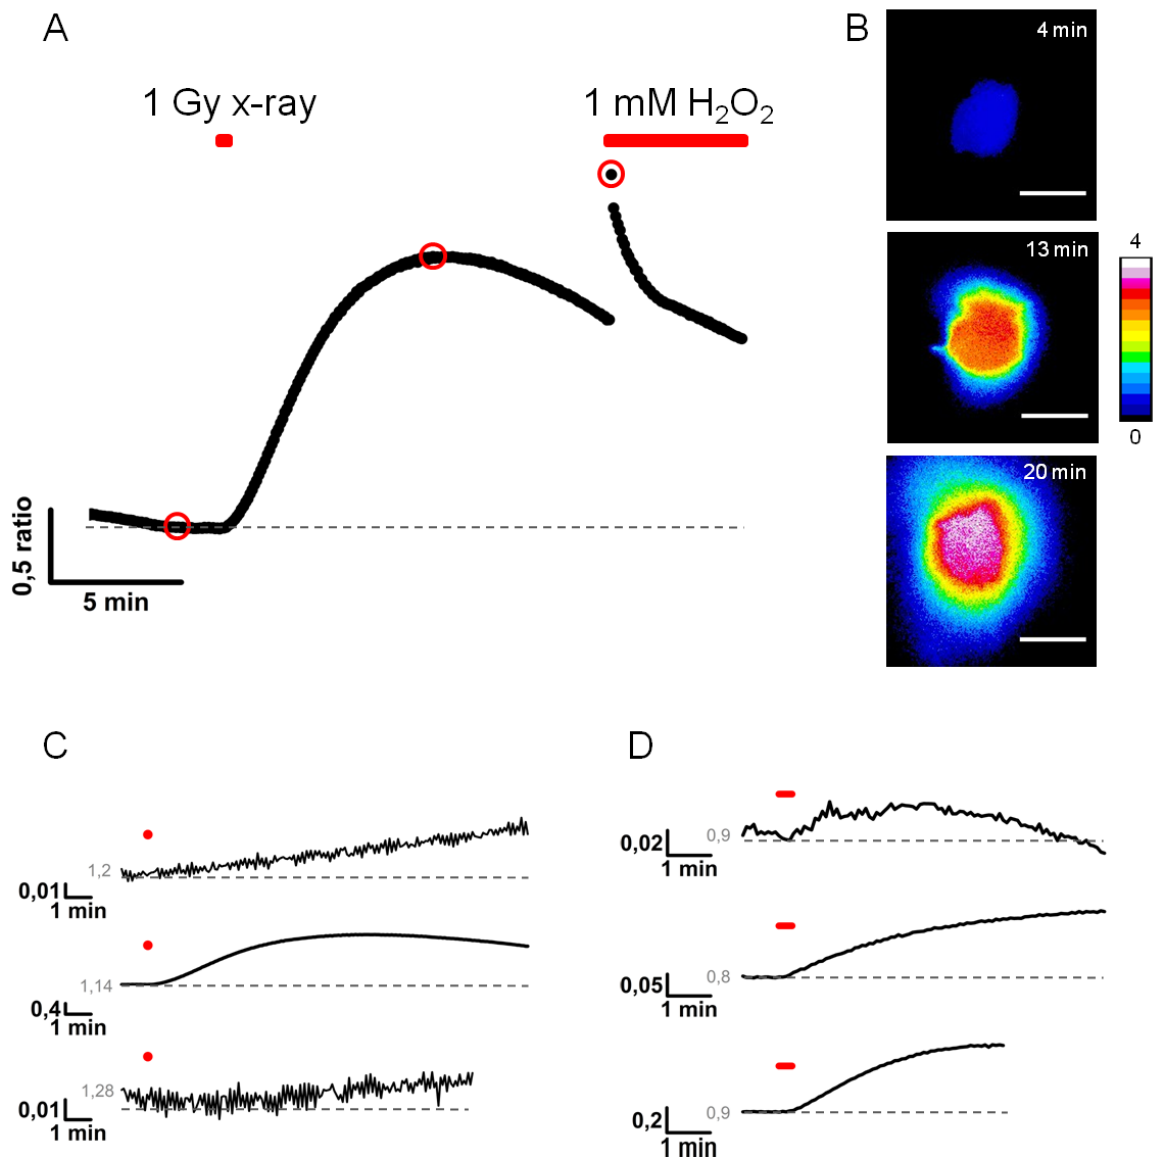 A
B
1 Gy x-ray
1 mM H₂O₂
0,5 ratio
5 min
4 min
13 min
20 min
4
0
C
D
1,2
0,01
1 min
1,14
0,4
1 min
1,28
0,01
1 min
0,9
0,02
1 min
0,8
0,05
1 min
0,9
0,2
1 min